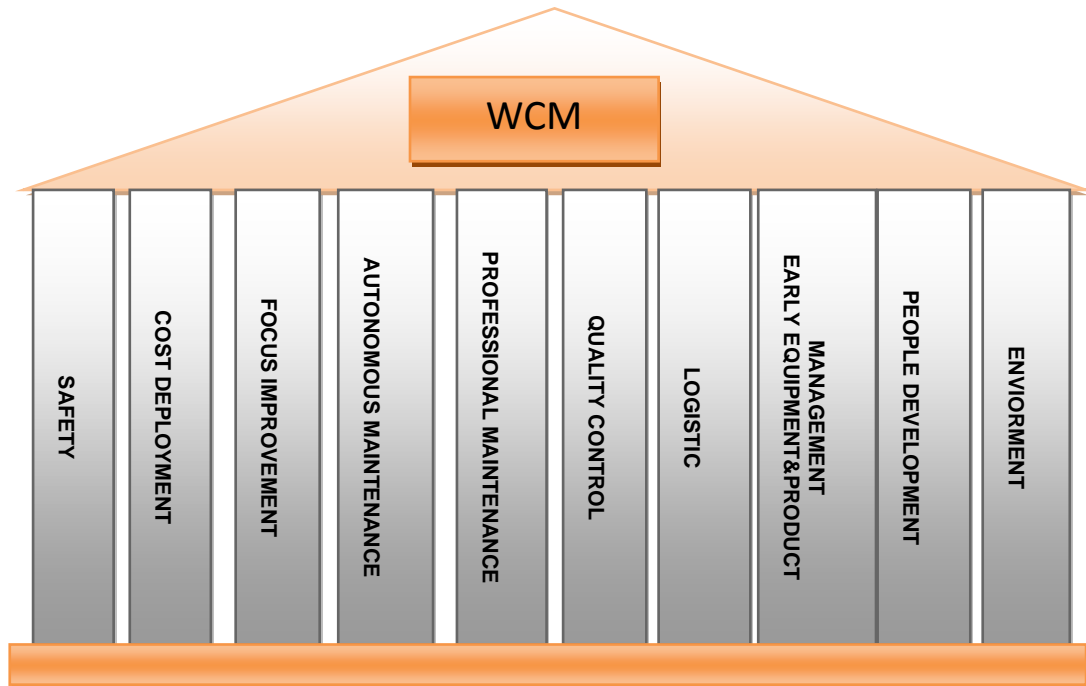 WCM
SAFETY
COST DEPLOYMENT
FOCUS IMPROVEMENT
AUTONOMOUS MAINTENANCE
PROFESSIONAL MAINTENANCE
QUALITY CONTROL
LOGISTIC
MANAGEMENT
EARLY EQUIPMENT&PRODUCT
PEOPLE DEVELOPMENT
ENVIORMENT